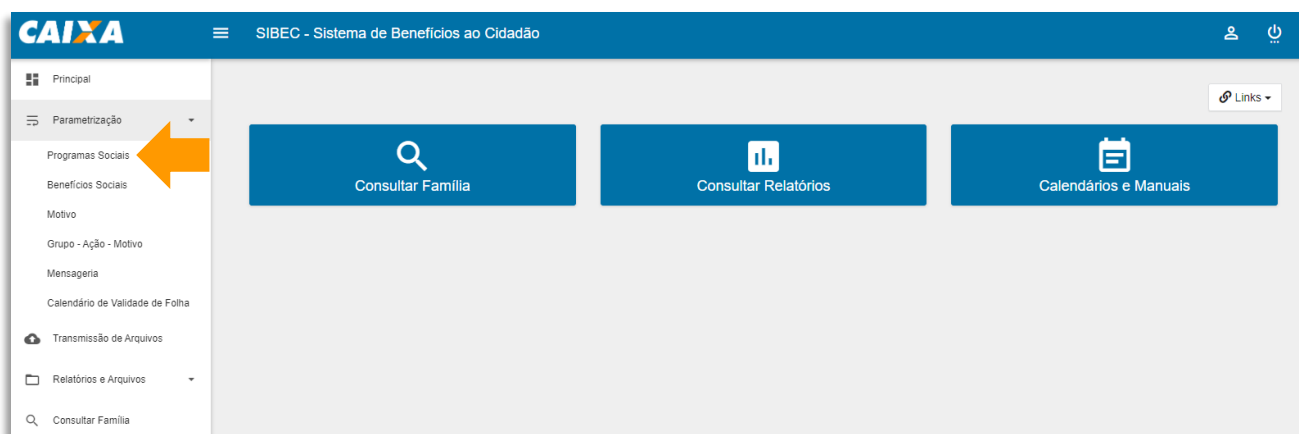 CAIXA
SIBEC - Sistema de Benefícios ao Cidadão
Principal
Parametrização
Programas Sociais
Benefícios Sociais
Motivo
Grupo - Ação - Motivo
Mensageria
Calendário de Validade de Folha
Transmissão de Arquivos
Relatórios e Arquivos
Consultar Família
Links
Consultar Família
Consultar Relatórios
Calendários e Manuais